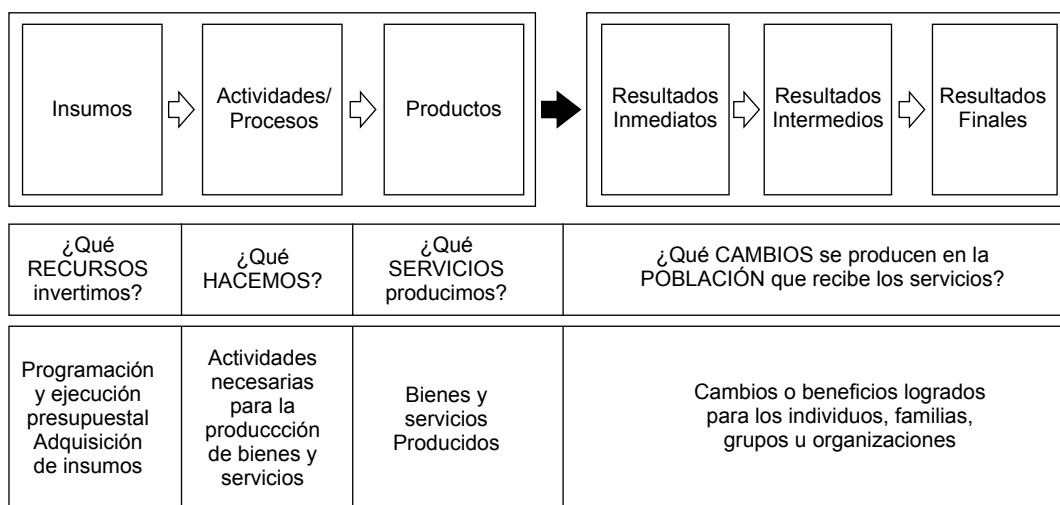 Insumos
Actividades/
Procesos
Productos
Resultados
Inmediatos
Resultados
Intermedios
Resultados
Finales
¿Qué
RECURSOS
invertimos?
¿Qué
HACEMOS?
¿Qué
SERVICIOS
producimos?
¿Qué CAMBIOS se producen en la
POBLACIÓN que recibe los servicios?
Programación
y ejecución
presupuestal
Adquisición
de insumos
Actividades
necesarias
para la
produccción
de bienes y
servicios
Bienes y
servicios
Producidos
Cambios o beneficios logrados
para los individuos, familias,
grupos u organizaciones